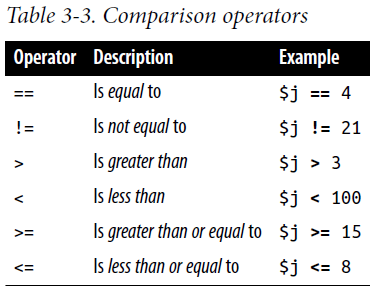 Table 3-3. Comparison operators
Operator Description Example
== Is equal to $j == 4
!= Is not equal to $j != 21
> Is greater than $j > 3
< Is less than $j < 100
>= Is greater than or equal to $j >= 15
<= Is less than or equal to $j <= 8